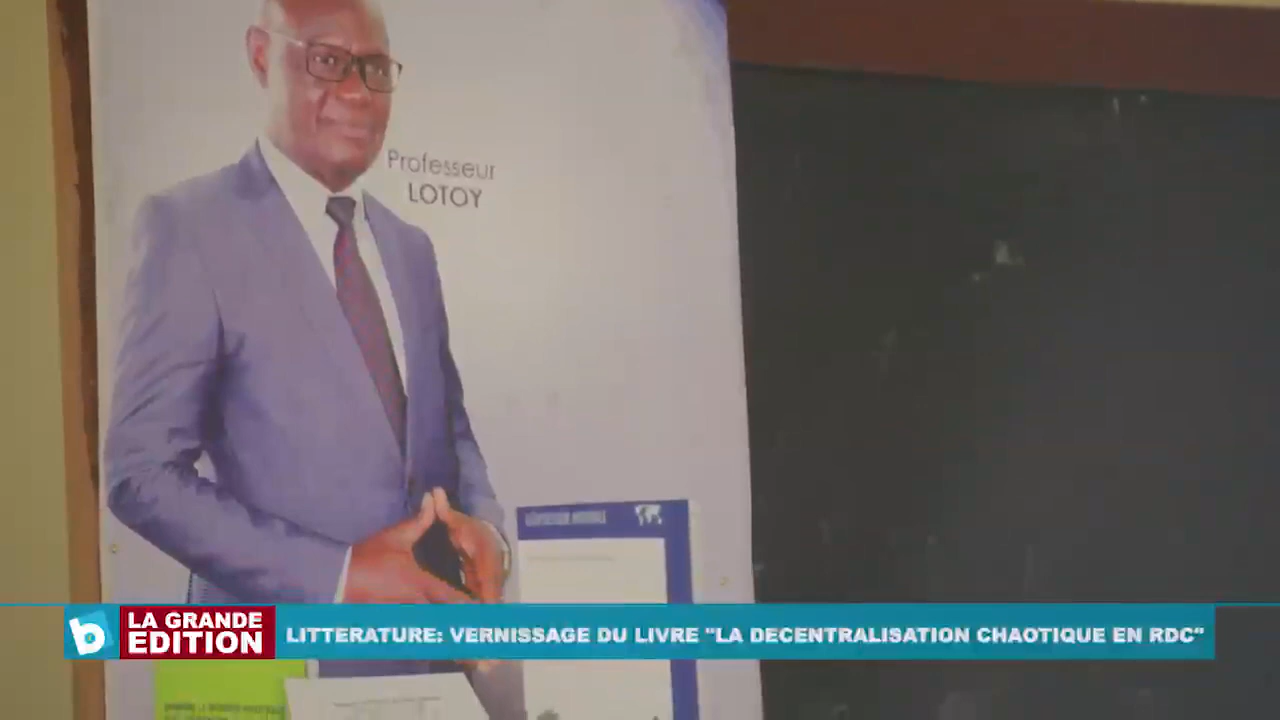 Professeur
LOTOY
b
LA GRANDE
EDITION
LITTERATURE: VERNISSAGE DU LIVRE "LA DECENTRALISATION CHAOTIQUE EN RDC"